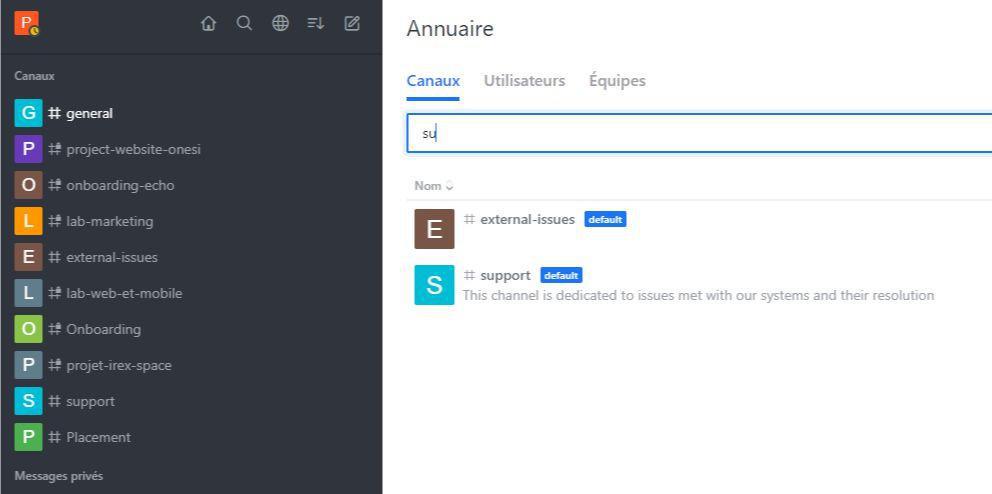 P
Canaux
G general
P project-website-onesi
O onboarding-echo
L lab-marketing
E external-issues
L lab-web-et-mobile
O Onboarding
P projet-irex-space
S # support
P # Placement
Messages privés
Annuaire
Canaux Utilisateurs Équipes
su
Nom
E # external-issues default
S # support default
This channel is dedicated to issues met with our systems and their resolution